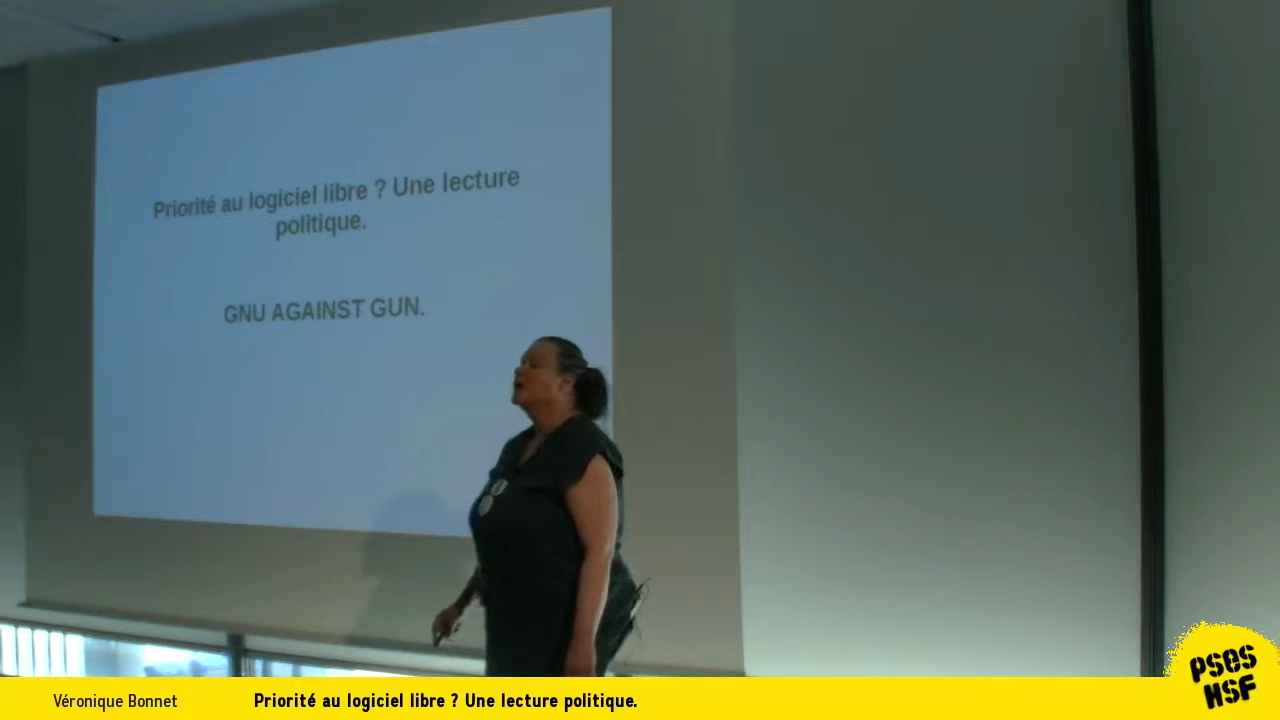 Priorité au logiciel libre ? Une lecture
politique.
GNU AGAINST GUN.
Véronique Bonnet
Priorité au logiciel libre ? Une lecture politique.
PSES
HSF